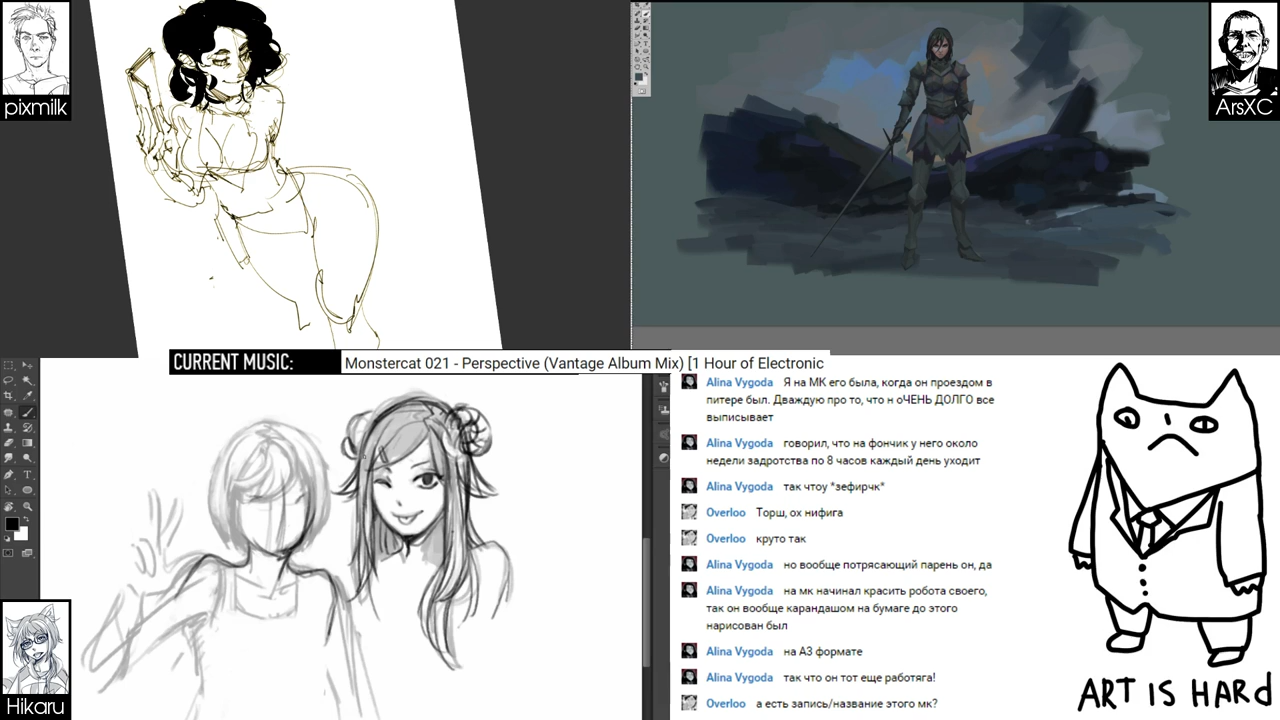 pixmilk
ArsXC
CURRENT MUSIC:
Monstercat 021 - Perspective (Vantage Album Mix) [1 Hour of Electronic
Alina Vygoda Я на МК его была, когда он проездом в
питере был. Дваждую про то, что н оЧЕНЬ ДОЛГО все
выписывает
Alina Vygoda говорил, что на фончик у него около
недели задротства по 8 часов каждый день уходит
Alina Vygoda так чтоу *зефирчк*
Overloo Торш, ох нифига
Overloo круто так
Alina Vygoda но вообще потрясающий парень он, да
Alina Vygoda на мк начинал красить робота своего,
так он вообще карандашом на бумаге до этого
нарисован был
Alina Vygoda на А3 формате
Alina Vygoda так что он тот еще работяга!
Overloo а есть запись/название этого мк?
Hikaru
ART IS HARd